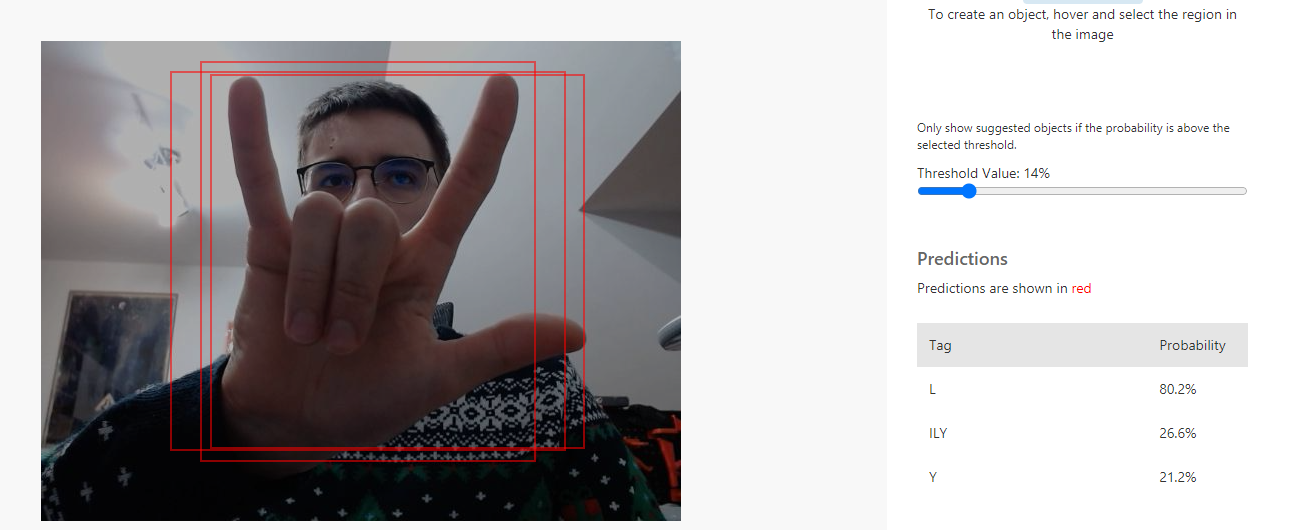 To create an object, hover and select the region in
the image
Only show suggested objects if the probability is above the
selected threshold.
Threshold Value: 14%
Predictions
Predictions are shown in red
Tag Probability
L 80.2%
ILY 26.6%
Y 21.2%